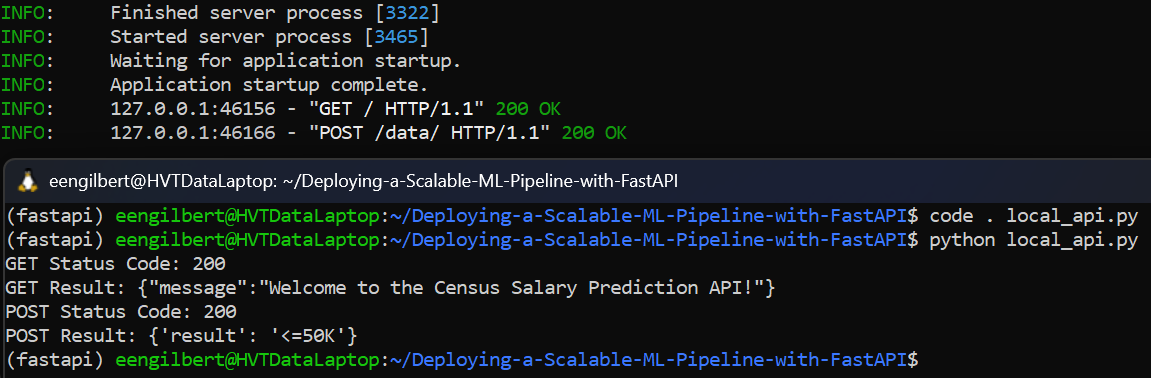 INFO:     Finished server process [3322]
INFO:     Started server process [3465]
INFO:     Waiting for application startup.
INFO:     Application startup complete.
INFO:     127.0.0.1:46156 - "GET / HTTP/1.1" 200 OK
INFO:     127.0.0.1:46166 - "POST /data/ HTTP/1.1" 200 OK
eengilbert@HVTDataLaptop: ~/Deploying-a-Scalable-ML-Pipeline-with-FastAPI
(fastapi) eengilbert@HVTDataLaptop:~/Deploying-a-Scalable-ML-Pipeline-with-FastAPI$ code . local_api.py
(fastapi) eengilbert@HVTDataLaptop:~/Deploying-a-Scalable-ML-Pipeline-with-FastAPI$ python local_api.py
GET Status Code: 200
GET Result: {"message":"Welcome to the Census Salary Prediction API!"}
POST Status Code: 200
POST Result: {'result': '<=50K'}
(fastapi) eengilbert@HVTDataLaptop:~/Deploying-a-Scalable-ML-Pipeline-with-FastAPI$